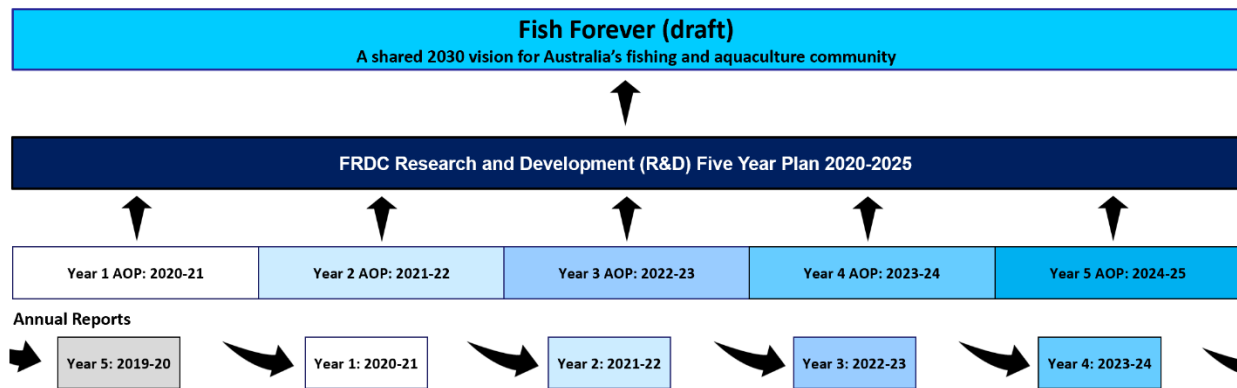 Fish Forever (draft)
A shared 2030 vision for Australia's fishing and aquaculture community
FRDC Research and Development (R&D) Five Year Plan 2020-2025
Year 1 AOP: 2020-21
Year 2 AOP: 2021-22
Year 3 AOP: 2022-23
Year 4 AOP: 2023-24
Year 5 AOP: 2024-25
Annual Reports
Year 5: 2019-20
Year 1: 2020-21
Year 2: 2021-22
Year 3: 2022-23
Year 4: 2023-24